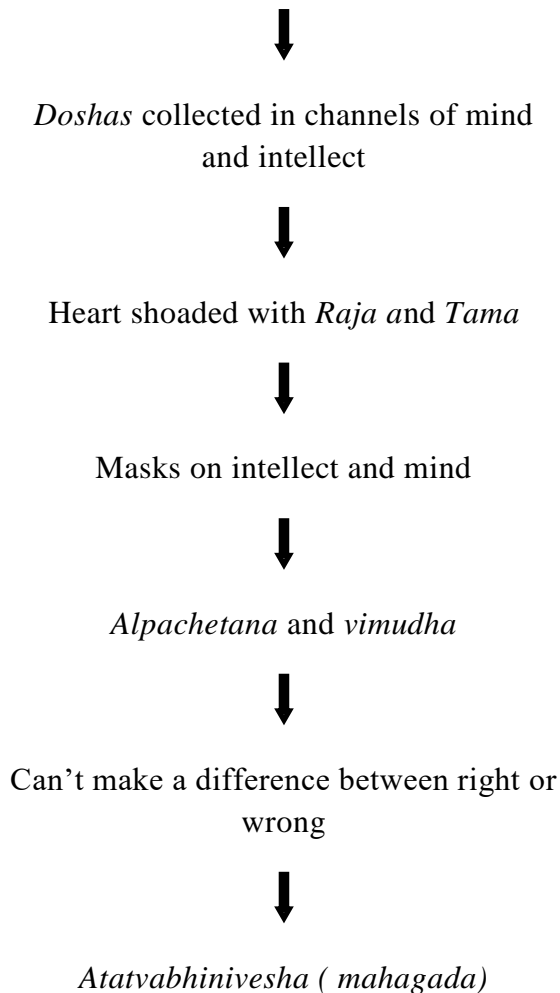 Doshas collected in channels of mind
and intellect
Heart shoaded with Raja and Tama
Masks on intellect and mind
Alpachetana and vimudha
Can't make a difference between right or
wrong
Atatvabhinivesha ( mahagada)